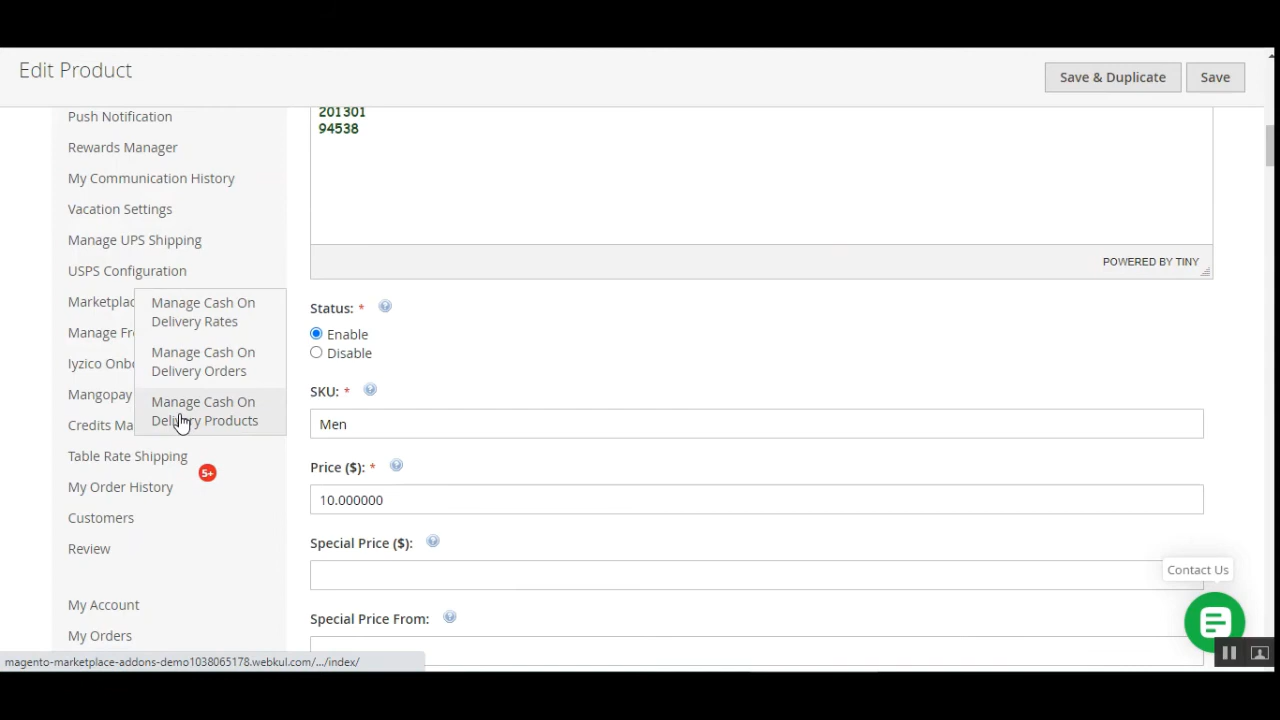 Edit Product
Save & Duplicate
Save
Push Notification
Rewards Manager
My Communication History
Vacation Settings
Manage UPS Shipping
USPS Configuration
Manage
Iyzico
Mangopay
Credits
Table Rate Shipping
5+
My Order History
Customers
Review
My Account
My Orders
Manage Cash On
Delivery Rates
Manage Cash On
Delivery Orders
Manage Cash On
Delivery Products
201301
94538
POWERED BY TINY
Status: *
Enable
Disable
SKU: *
Men
Price ($): *
10.000000
Special Price ($):
Special Price From:
Contact Us
magento-marketplace-addons-demo1038065178.webkul.com/.../index/